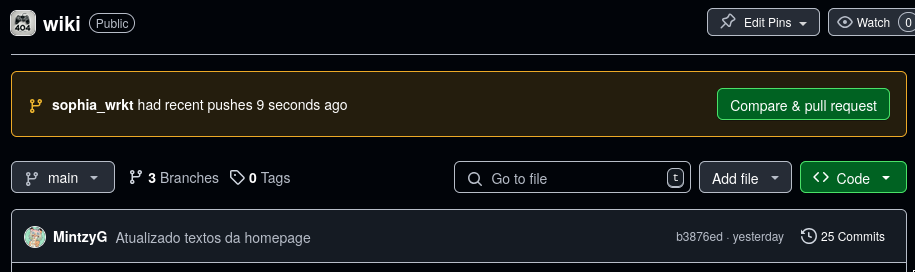 404 wiki Public Edit Pins Watch 0
sophia_wrkt had recent pushes 9 seconds ago Compare & pull request
main 3 Branches 0 Tags Go to file t Add file Code
MintzyG Atualizado textos da homepage b3876ed · yesterday 25 Commits